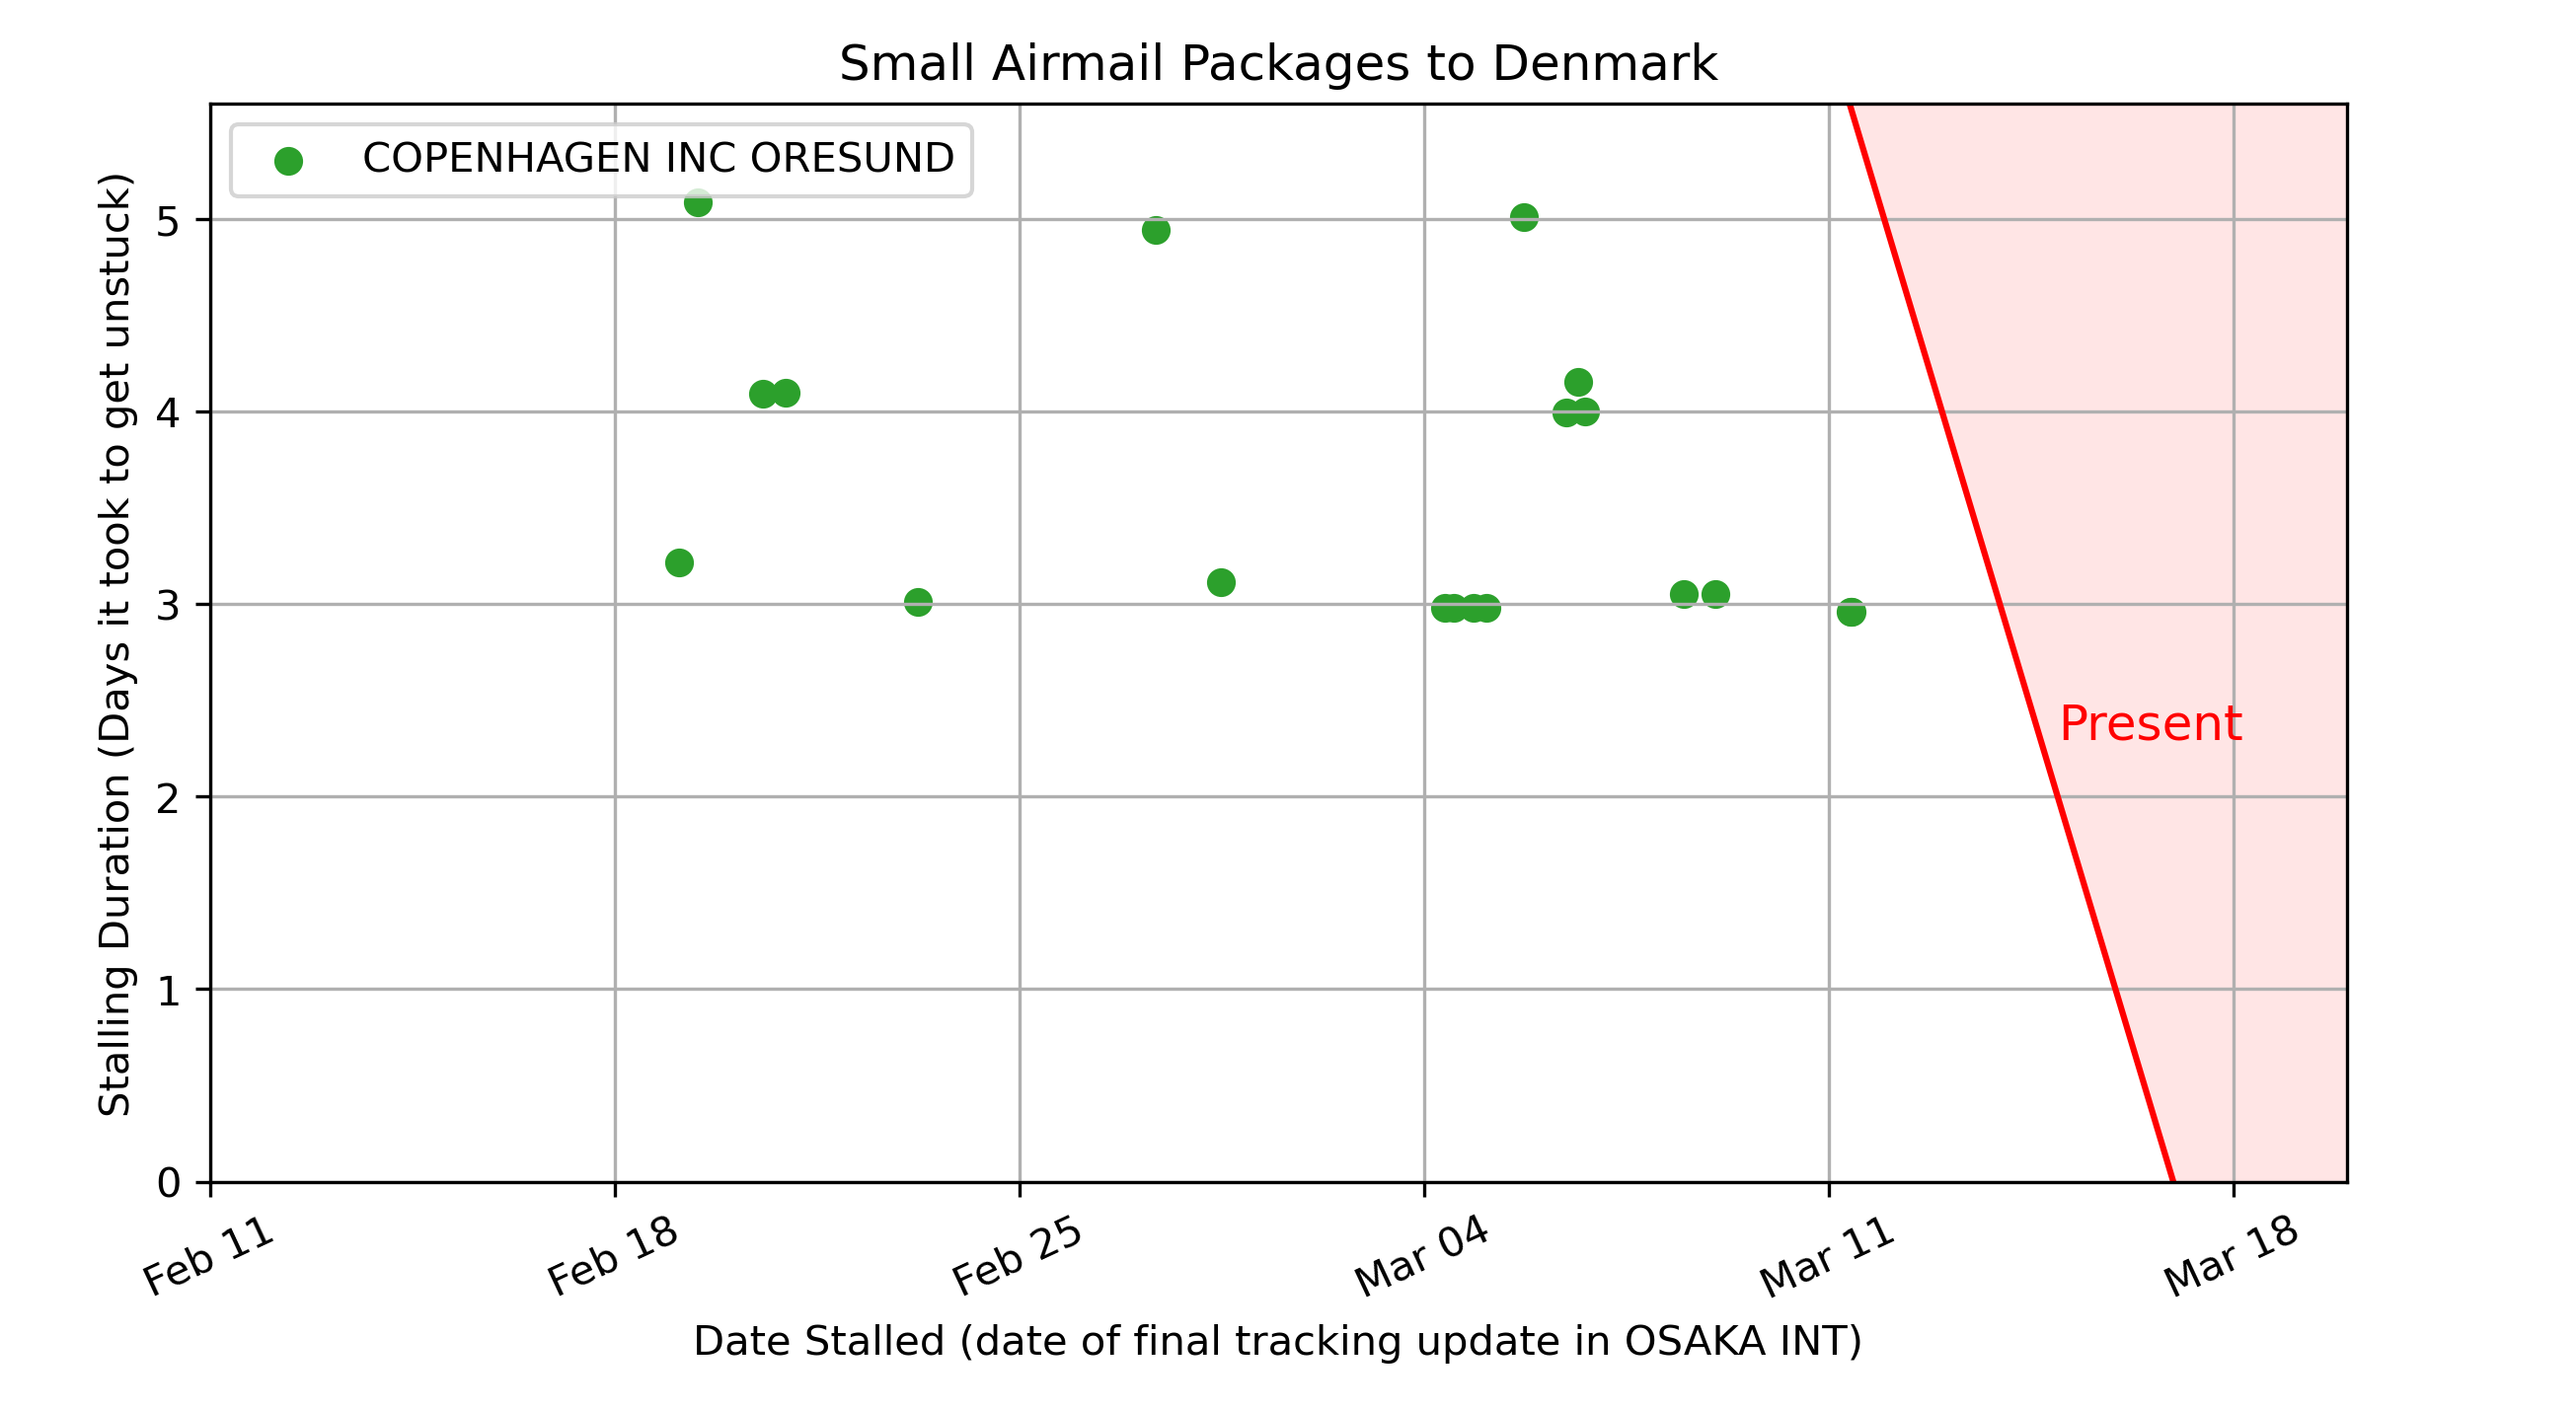 Small Airmail Packages to Denmark
COPENHAGEN INC ORESUND
Stalling Duration (Days it took to get unstuck)
5
4
3
2
1
0
Present
Feb 11
Feb 18
Feb 25
Mar 04
Mar 11
Mar 18
Date Stalled (date of final tracking update in OSAKA INT)